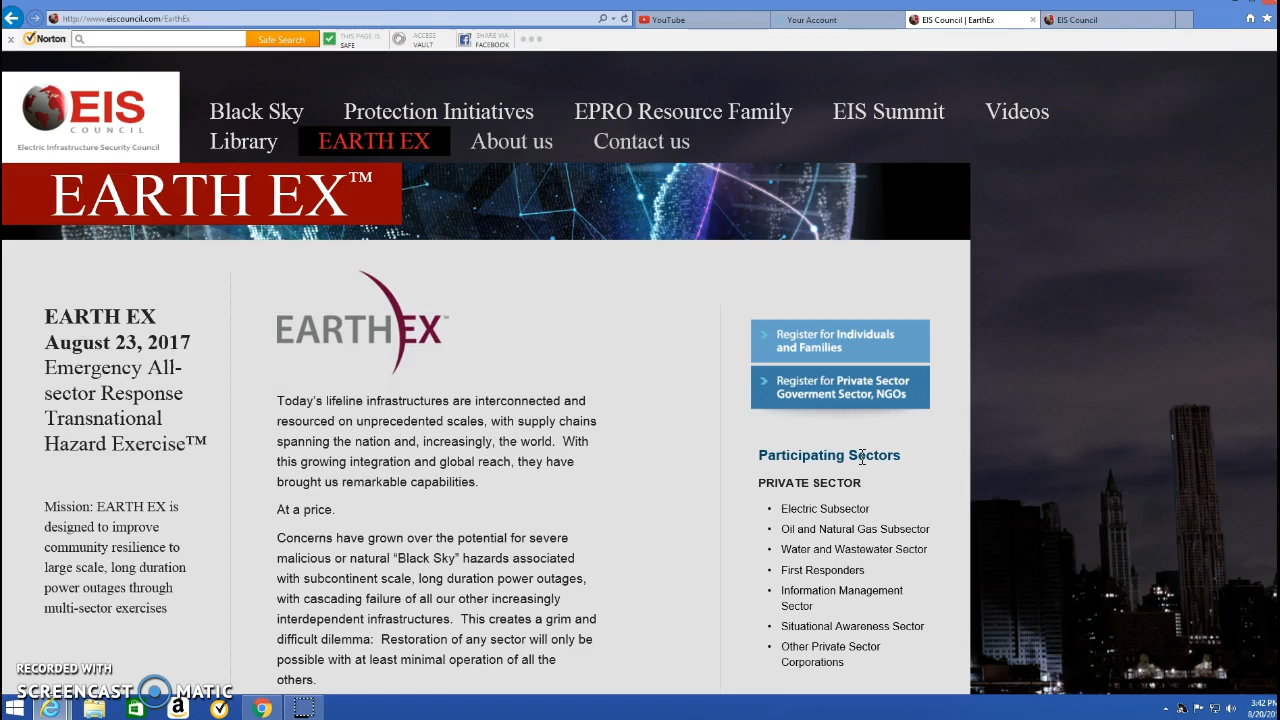 http://www.eiscouncil.com/EarthEx
YouTube
Your Account
EIS Council | EarthEx
EIS Council
Norton
Safe Search
THIS PAGE IS
SAFE
ACCESS
VAULT
SHARE VIA
FACEBOOK
EIS
COUNCIL
Electric Infrastructure Security Council
Black Sky
Protection Initiatives
EPRO Resource Family
EIS Summit
Videos
Library
EARTH EX
About us
Contact us
EARTH EX™
EARTH EX
August 23, 2017
Emergency All-
sector Response
Transnational
Hazard Exercise™
Mission: EARTH EX is
designed to improve
community resilience to
large scale, long duration
power outages through
multi-sector exercises
EARTHEX™
Today's lifeline infrastructures are interconnected and
resourced on unprecedented scales, with supply chains
spanning the nation and, increasingly, the world.  With
this growing integration and global reach, they have
brought us remarkable capabilities.
At a price.
Concerns have grown over the potential for severe
malicious or natural “Black Sky” hazards associated
with subcontinent scale, long duration power outages,
with cascading failure of all our other increasingly
interdependent infrastructures.  This creates a grim and
difficult dilemma:  Restoration of any sector will only be
possible with at least minimal operation of all the
others.
Register for Individuals
and Families
Register for Private Sector
Goverment Sector, NGOs
Participating Sectors
PRIVATE SECTOR
• Electric Subsector
• Oil and Natural Gas Subsector
• Water and Wastewater Sector
• First Responders
• Information Management
Sector
• Situational Awareness Sector
• Other Private Sector
Corporations
RECORDED WITH
SCREENCAST MATIC
3:42 PM
8/20/20